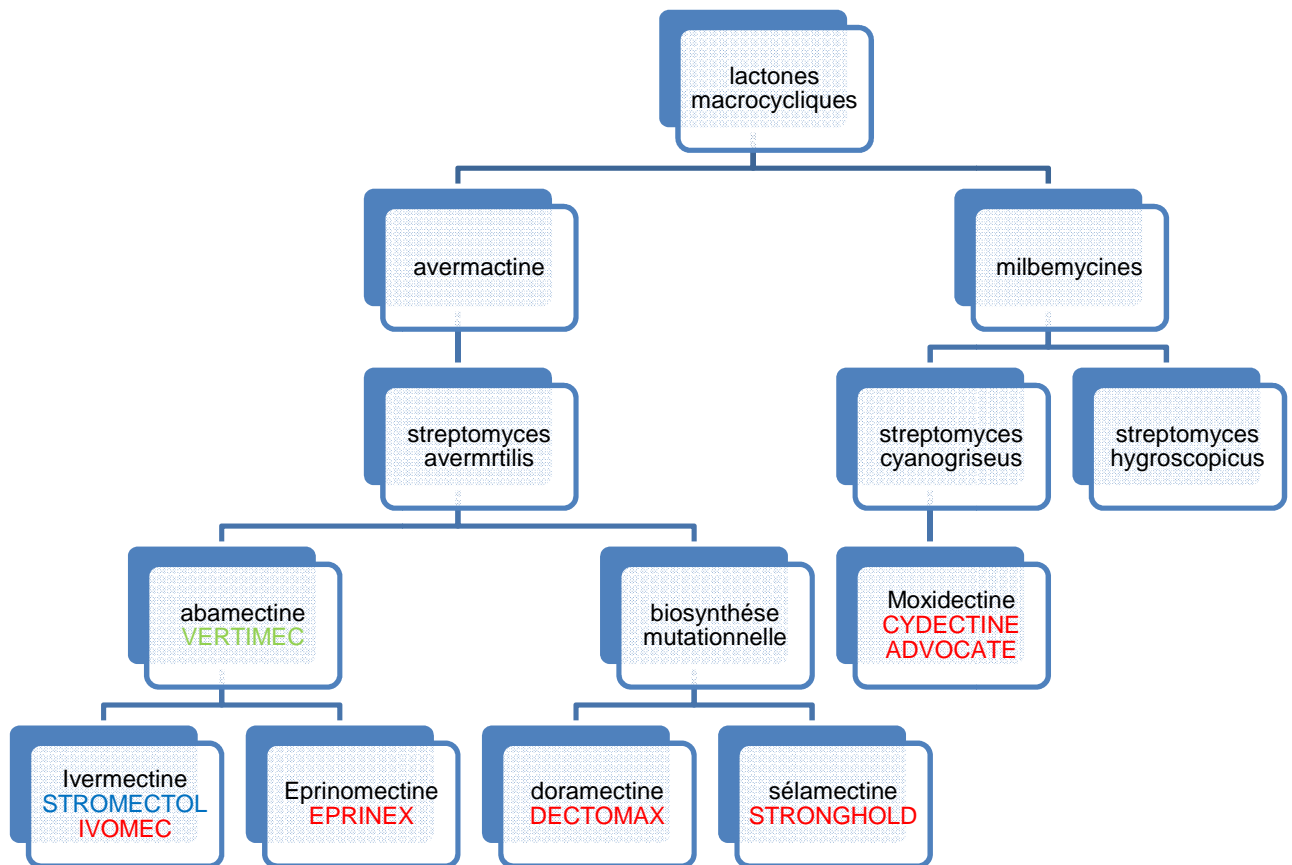 lactones
macrocycliques
avermactine
milbemycines
streptomyces
avermrtilis
streptomyces
cyanogriseus
streptomyces
hygroscopicus
abamectine
VERTIMEC
biosynthése
mutationnelle
Moxidectine
CYDECTINE
ADVOCATE
Ivermectine
STROMECTOL
IVOMEC
Eprinomectine
EPRINEX
doramectine
DECTOMAX
sélamectine
STRONGHOLD